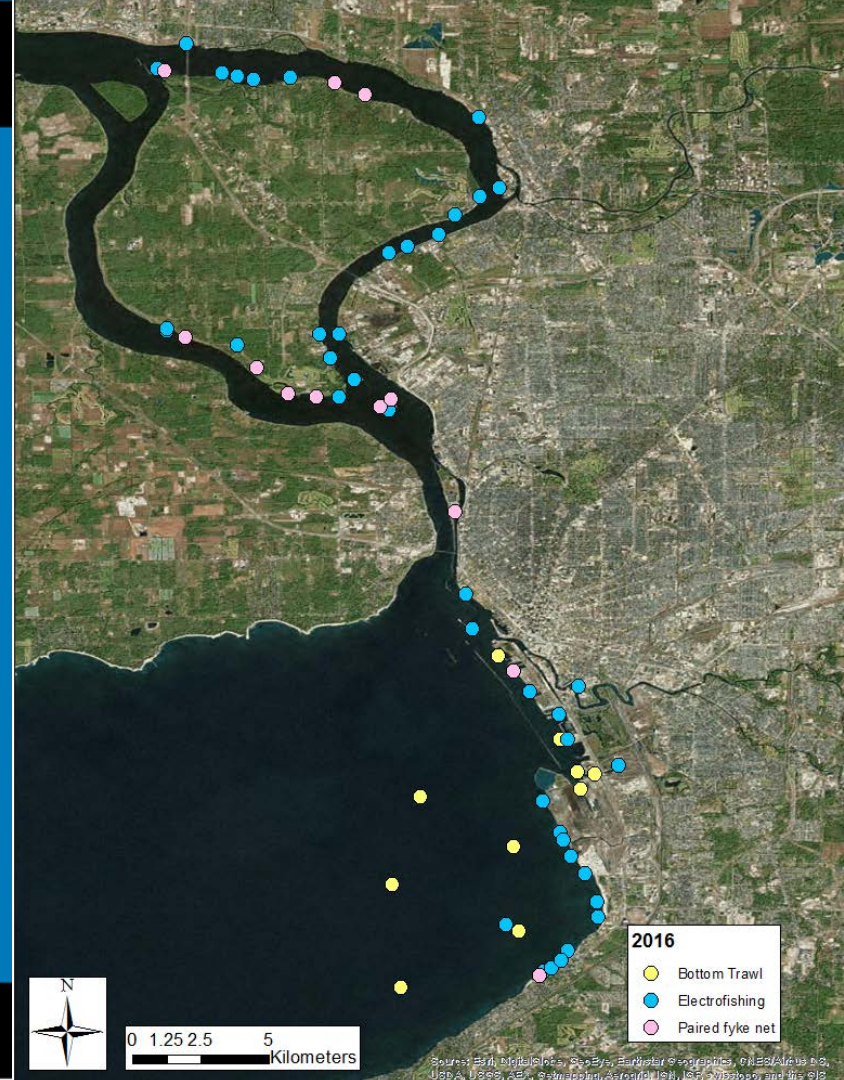 2016
Bottom Trawl
Electrofishing
Paired fyke net
N
0 1.25 2.5 5
Kilometers
Source: Esri, DigitalGlobe, GeoEye, Earthstar Geographics, CNES/Airbus DS,
USDA, USGS, AEX, Getmapping, Aerogrid, IGN, IGP, swisstopo, and the GIS